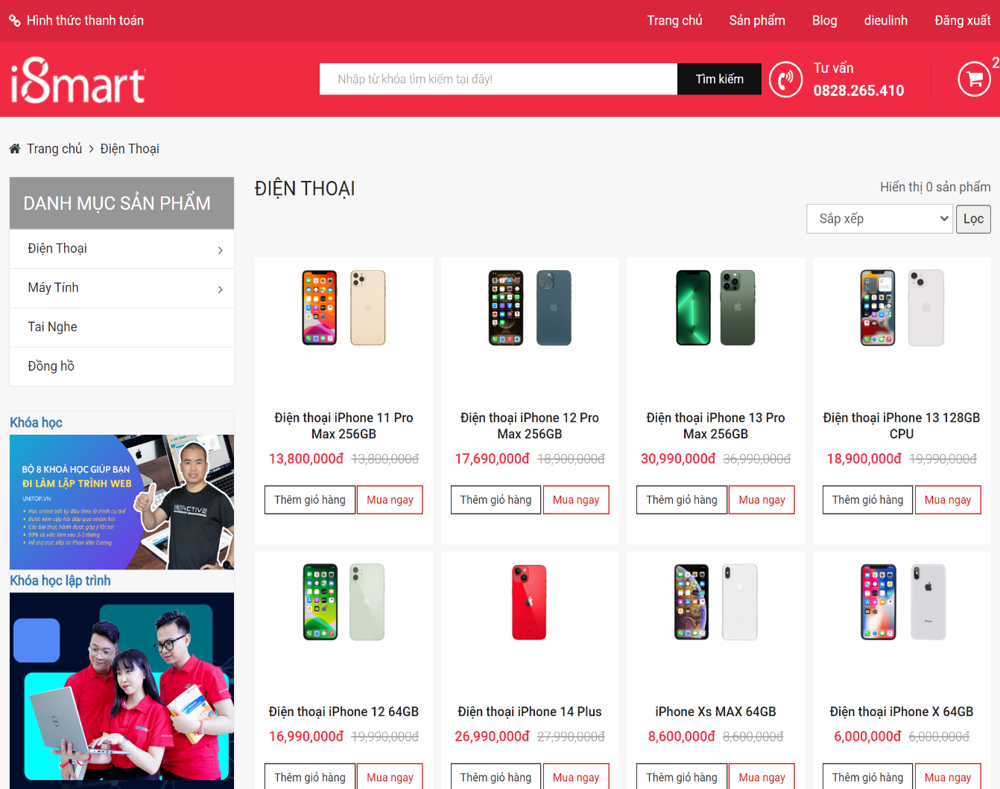 Hình thức thanh toán
Trang chủ Sản phẩm Blog dieulinh Đăng xuất
i8mart
Nhập từ khóa tìm kiếm tại đây!
Tìm kiếm
Tư vấn
0828.265.410
2
Trang chủ > Điện Thoại
DANH MỤC SẢN PHẨM
Điện Thoại
Máy Tính
Tai Nghe
Đồng hồ
Khóa học
BỘ 8 KHOÁ HỌC GIÚP BẠN
ĐI LÀM LẬP TRÌNH WEB
UNITOP.VN
• Học online bất kỳ đâu theo lộ trình cụ thể
• Được kèm cặp hỏi đáp qua nhóm kín
• Các bài thực hành được góp ý lỗi sai
• 99% có việc làm sau 3-5 tháng
• Hỗ trợ trực tiếp từ Phan Văn Cương
Khóa học lập trình
ĐIỆN THOẠI
Hiển thị 0 sản phẩm
Sắp xếp
Lọc
Điện thoại iPhone 11 Pro
Max 256GB
13,800,000đ 13,800,000đ
Thêm giỏ hàng Mua ngay
Điện thoại iPhone 12 Pro
Max 256GB
17,690,000đ 18,900,000đ
Thêm giỏ hàng Mua ngay
Điện thoại iPhone 13 Pro
Max 256GB
30,990,000đ 36,990,000đ
Thêm giỏ hàng Mua ngay
Điện thoại iPhone 13 128GB
CPU
18,900,000đ 19,990,000đ
Thêm giỏ hàng Mua ngay
Điện thoại iPhone 12 64GB
16,990,000đ 19,990,000đ
Thêm giỏ hàng Mua ngay
Điện thoại iPhone 14 Plus
26,990,000đ 27,990,000đ
Thêm giỏ hàng Mua ngay
iPhone Xs MAX 64GB
8,600,000đ 8,600,000đ
Thêm giỏ hàng Mua ngay
Điện thoại iPhone X 64GB
6,000,000đ 6,000,000đ
Thêm giỏ hàng Mua ngay